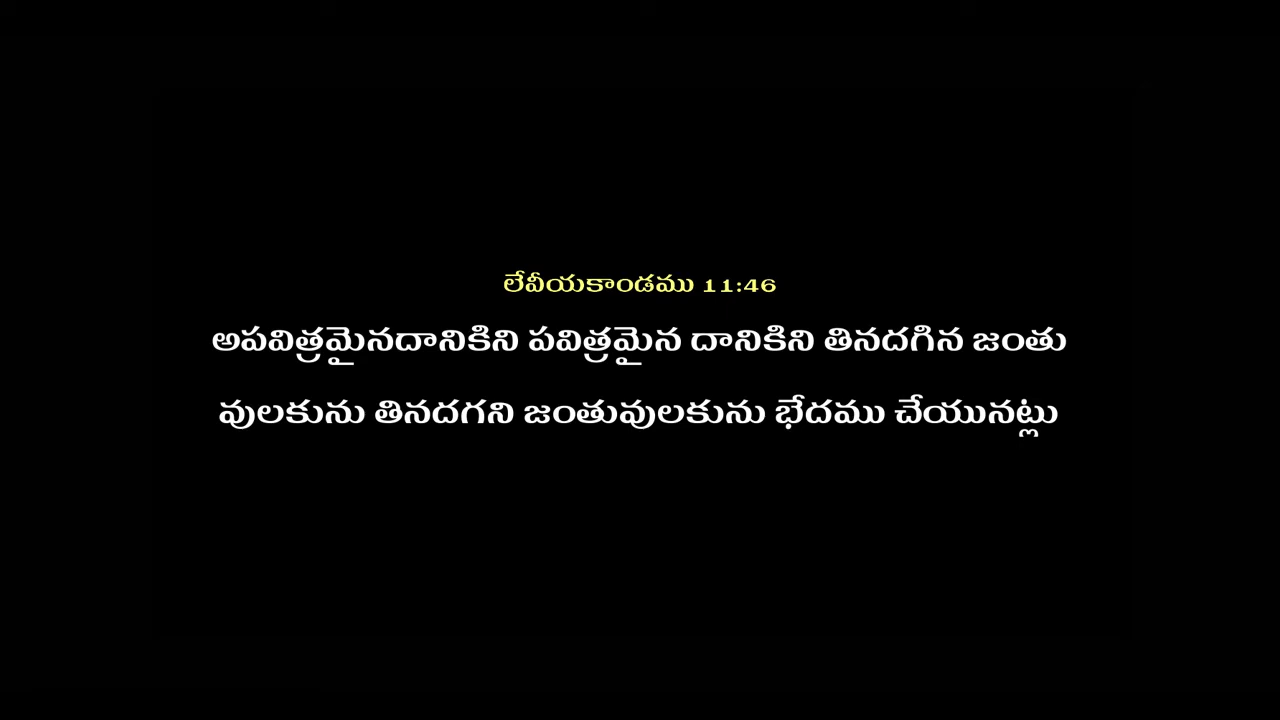 లేవీయకాండము 11:46
అపవిత్రమైనదానికిని పవిత్రమైన దానికిని తినదగిన జంతు
వులకును తినదగని జంతువులకును భేదము చేయునట్లు